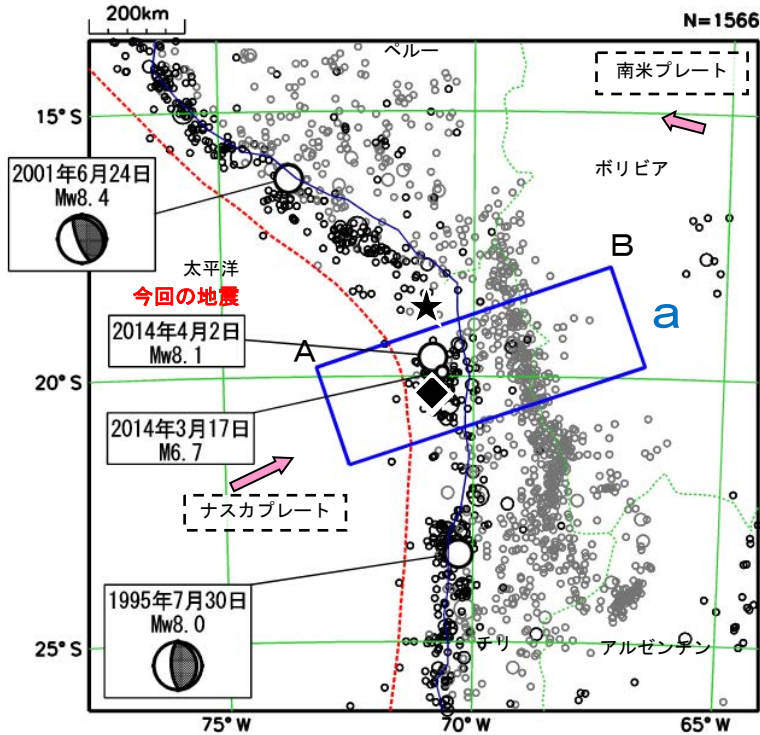 200km
N=1566
ペルー
南米プレート
15°S
ボリビア
2001年6月24日
Mw8.4
B
太平洋
今回の地震
a
2014年4月2日
Mw8.1
A
20°S
2014年3月17日
M6.7
ナスカプレート
1995年7月30日
Mw8.0
25°S
チリ
アルゼンチン
75°W
70°W
65°W